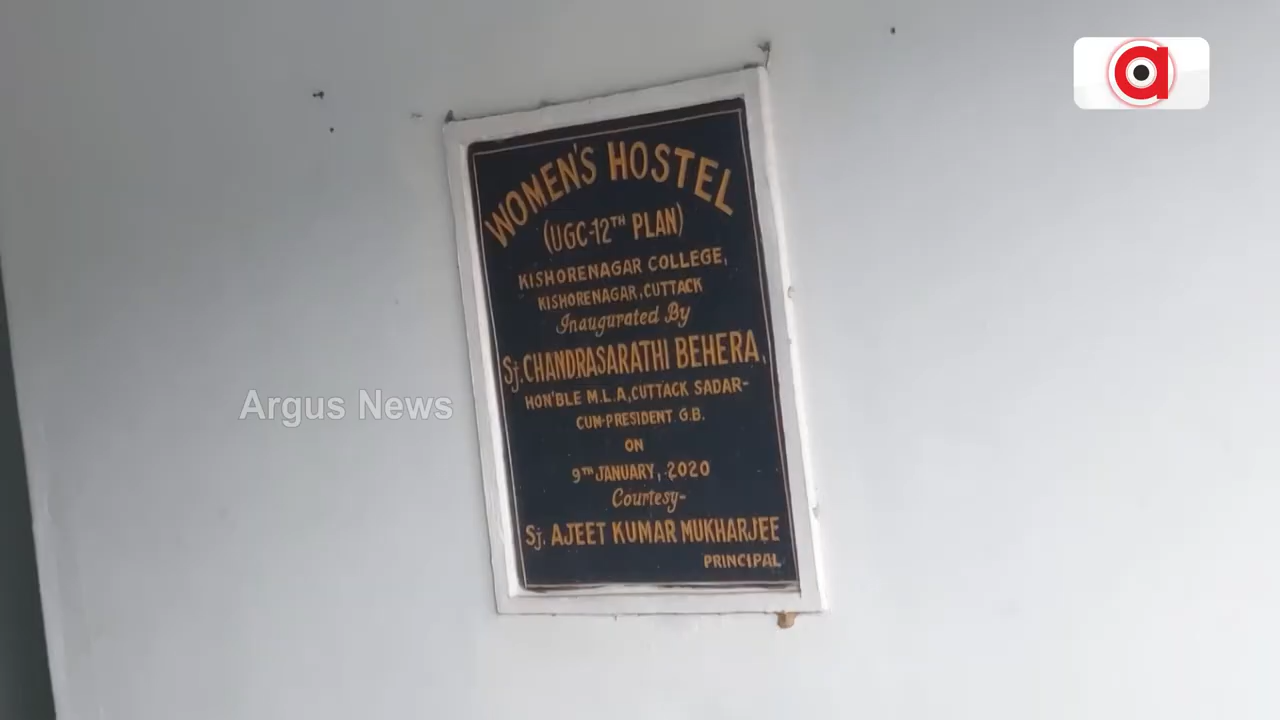 WOMEN'S HOSTEL
(UGC-12TH PLAN)
KISHORENAGAR COLLEGE,
KISHORENAGAR, CUTTACK
Inaugurated By
Sj. CHANDRASARATHI BEHERA,
HON'BLE M.L.A, CUTTACK SADAR-
CUM-PRESIDENT G.B.
ON
9TH JANUARY, 2020
Courtesy-
Sj. AJEET KUMAR MUKHARJEE
PRINCIPAL
Argus News
a